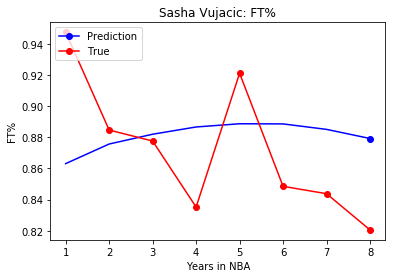 Sasha Vujacic: FT%
Prediction
True
FT%
0.94
0.92
0.90
0.88
0.86
0.84
0.82
1 2 3 4 5 6 7 8
Years in NBA